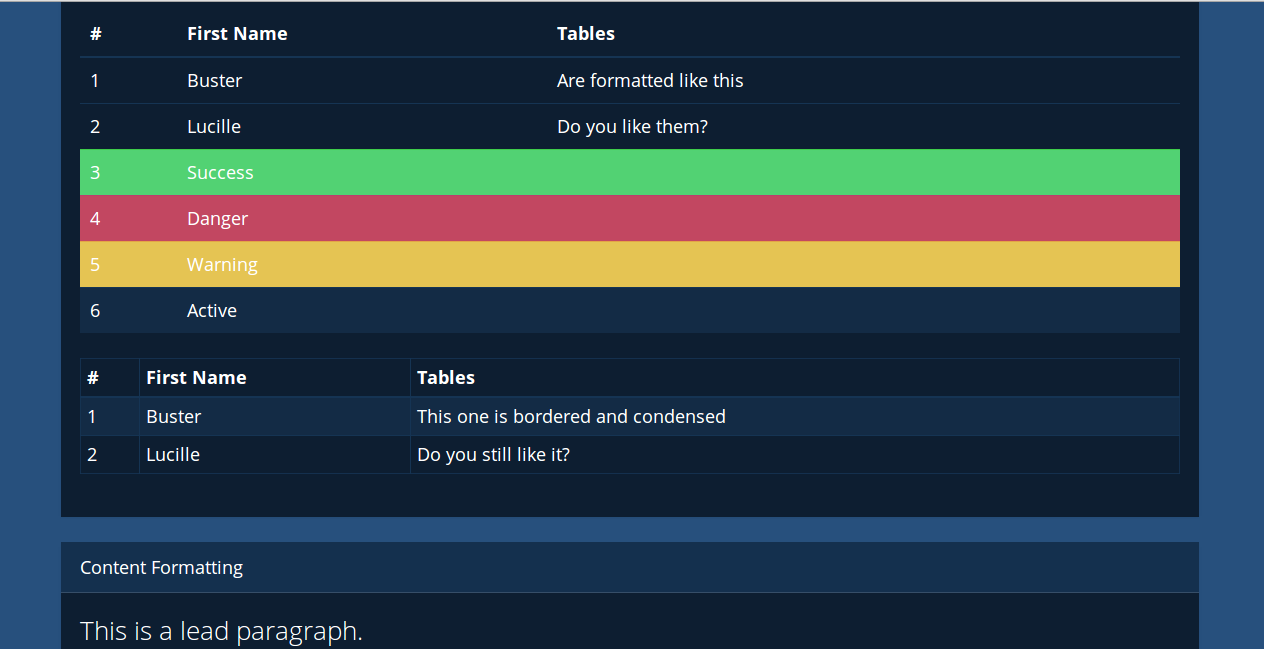 # First Name Tables
1 Buster Are formatted like this
2 Lucille Do you like them?
3 Success
4 Danger
5 Warning
6 Active
# First Name Tables
1 Buster This one is bordered and condensed
2 Lucille Do you still like it?
Content Formatting
This is a lead paragraph.